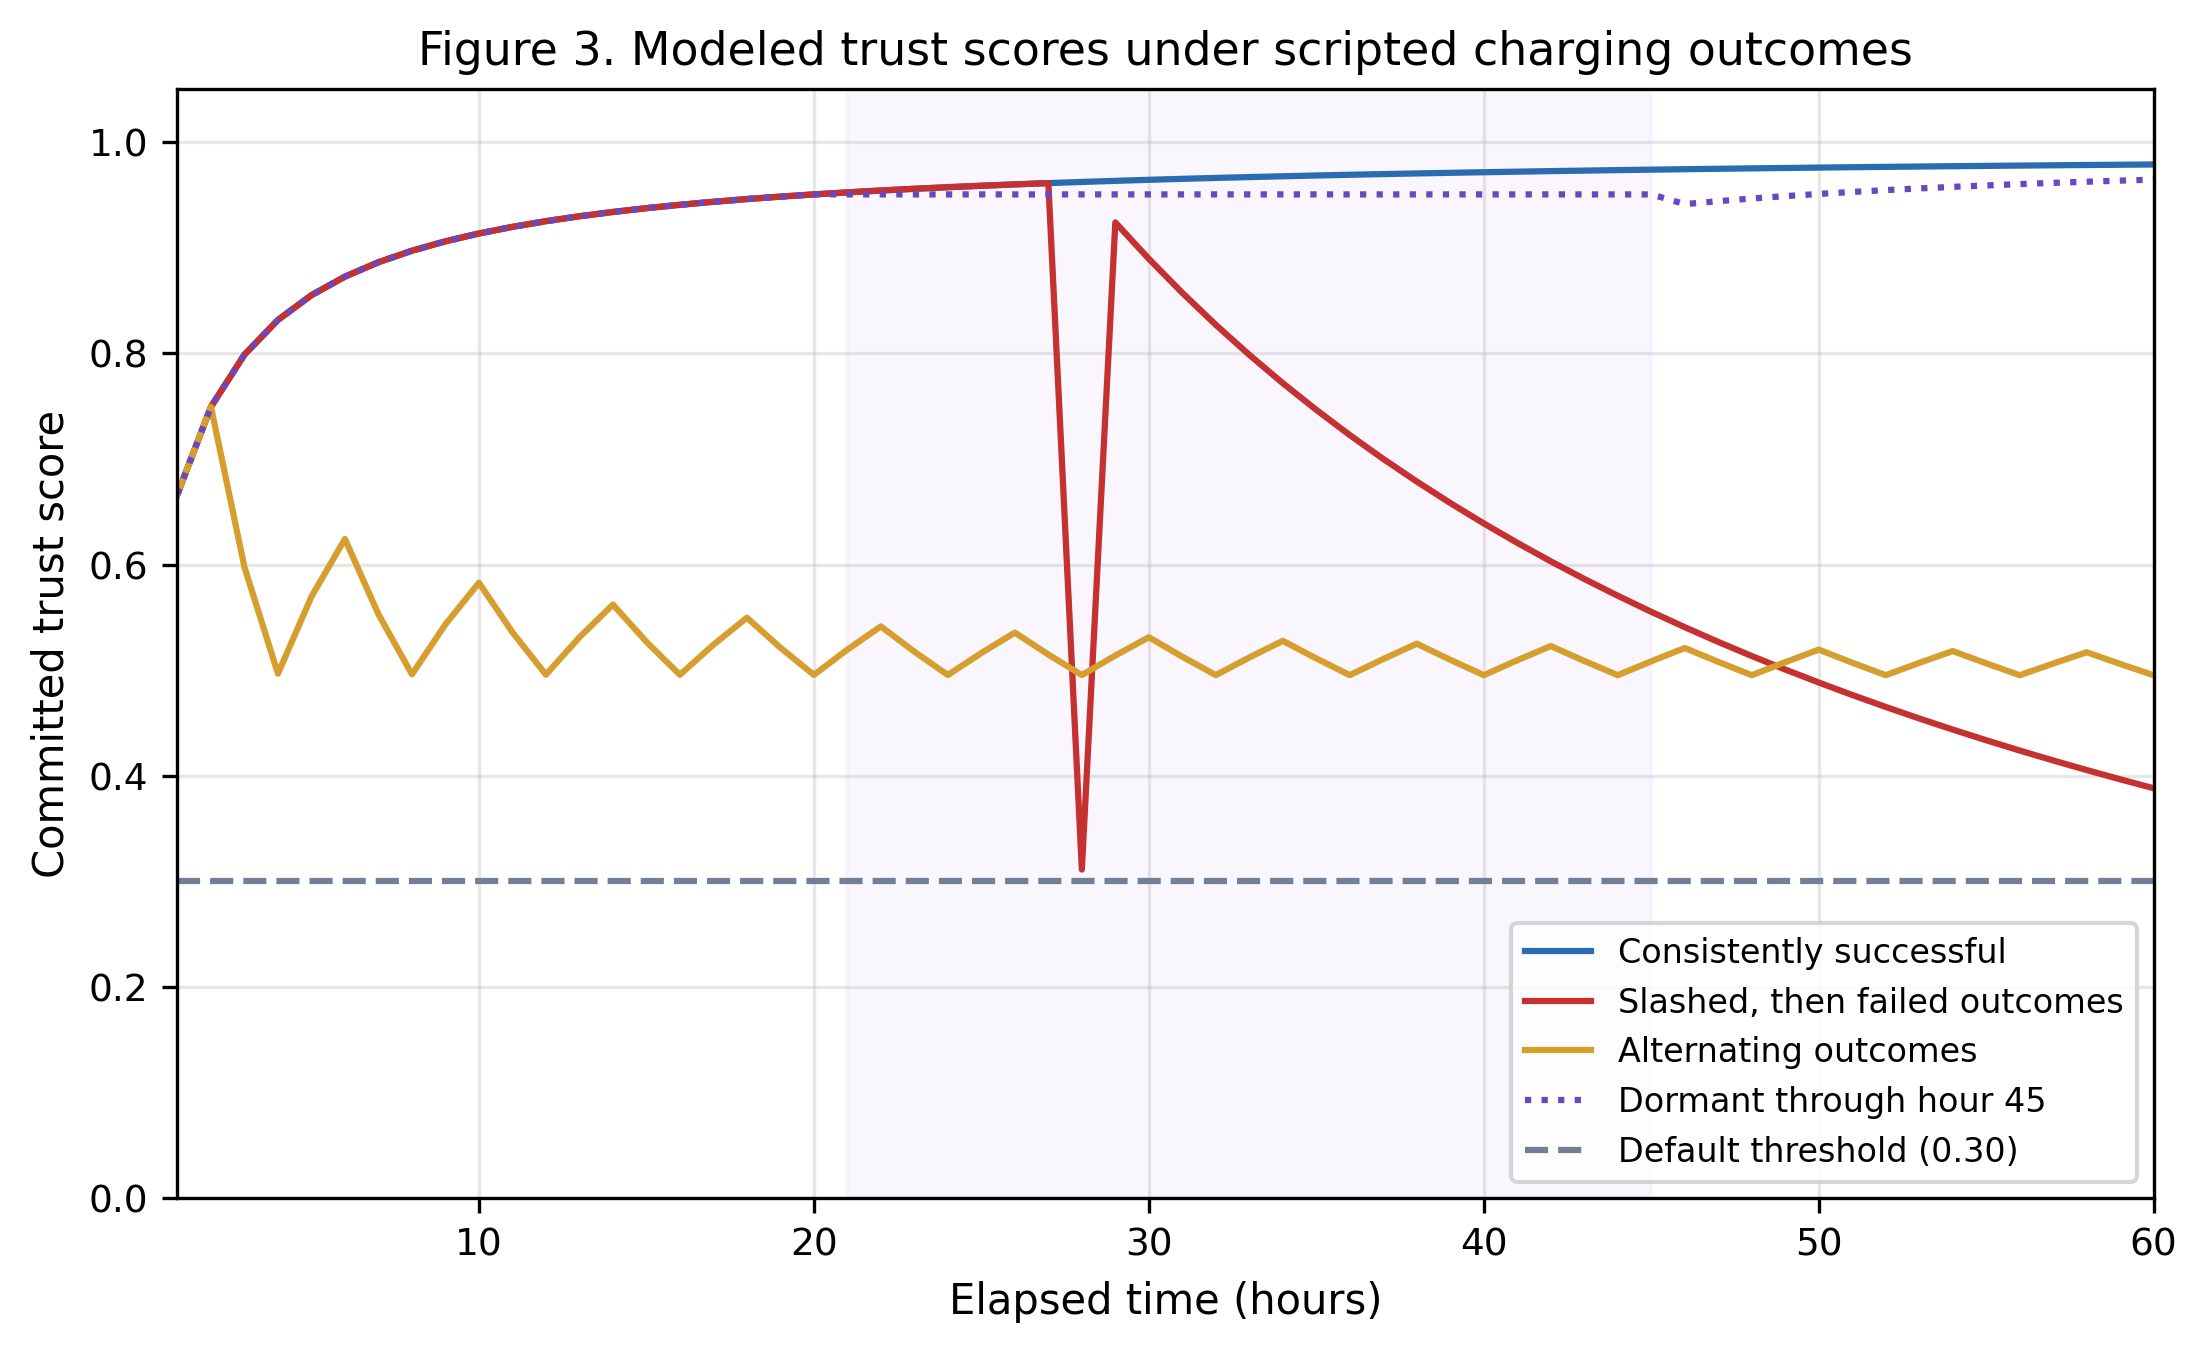 Figure 3. Modeled trust scores under scripted charging outcomes
Committed trust score
1.0
0.8
0.6
0.4
0.2
0.0
10
20
30
40
50
60
Elapsed time (hours)
Consistently successful
Slashed, then failed outcomes
Alternating outcomes
Dormant through hour 45
Default threshold (0.30)